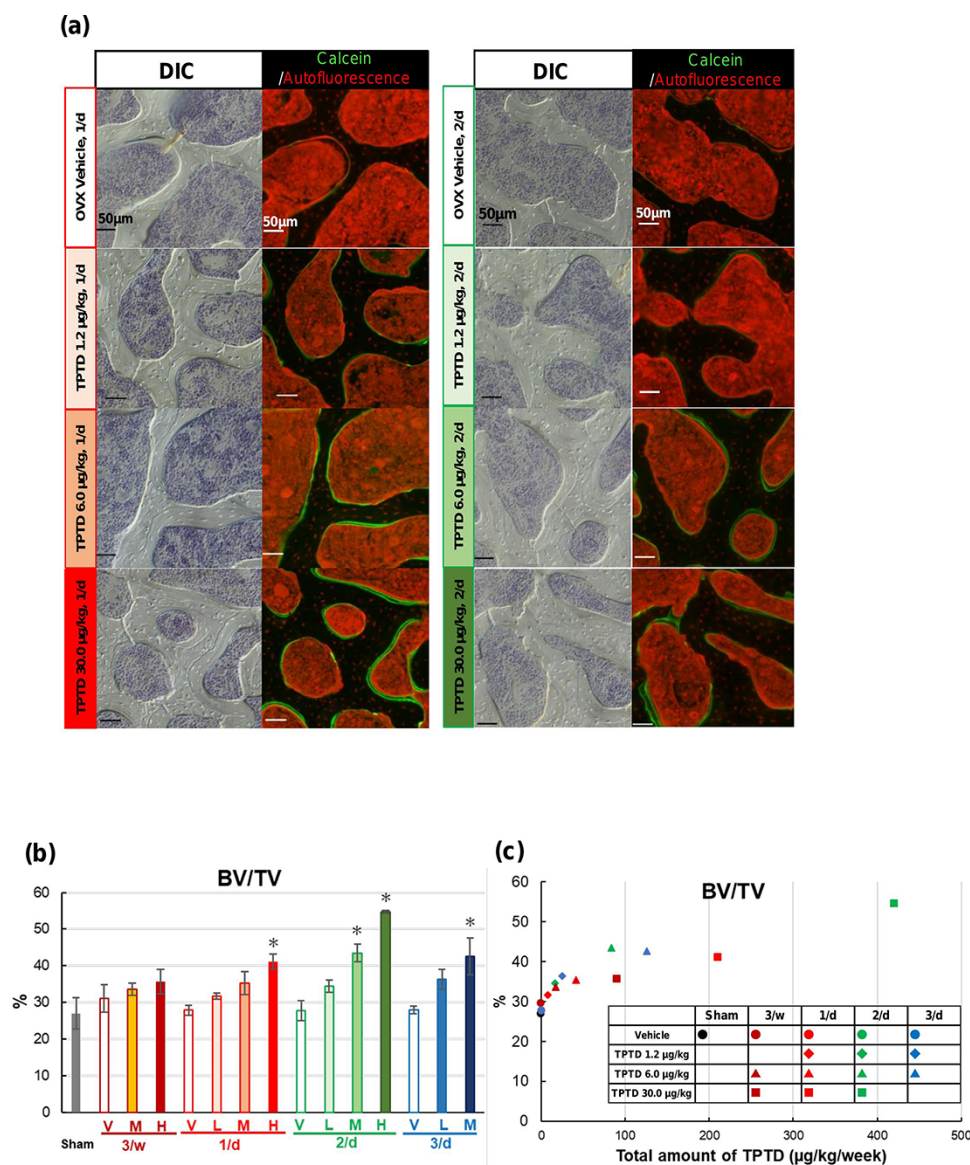 (a)
DIC
Calcein
/Autofluorescence
DIC
Calcein
/Autofluorescence
OVX Vehicle, 1/d
50μm
50μm
OVX Vehicle, 2/d
50μm
50μm
TPTD 1.2 μg/kg, 1/d
TPTD 1.2 μg/kg, 2/d
TPTD 6.0 μg/kg, 1/d
TPTD 6.0 μg/kg, 2/d
TPTD 30.0 μg/kg, 1/d
TPTD 30.0 μg/kg, 2/d
(b)
BV/TV
60
50
40
30
20
10
0
%
* * * *
Sham
V M H V L M H V L M H V L M
3/w 1/d 2/d 3/d
(c)
BV/TV
60
50
40
30
20
10
0
%
Sham 3/w 1/d 2/d 3/d
Vehicle
TPTD 1.2 μg/kg
TPTD 6.0 μg/kg
TPTD 30.0 μg/kg
0 100 200 300 400 500
Total amount of TPTD (μg/kg/week)